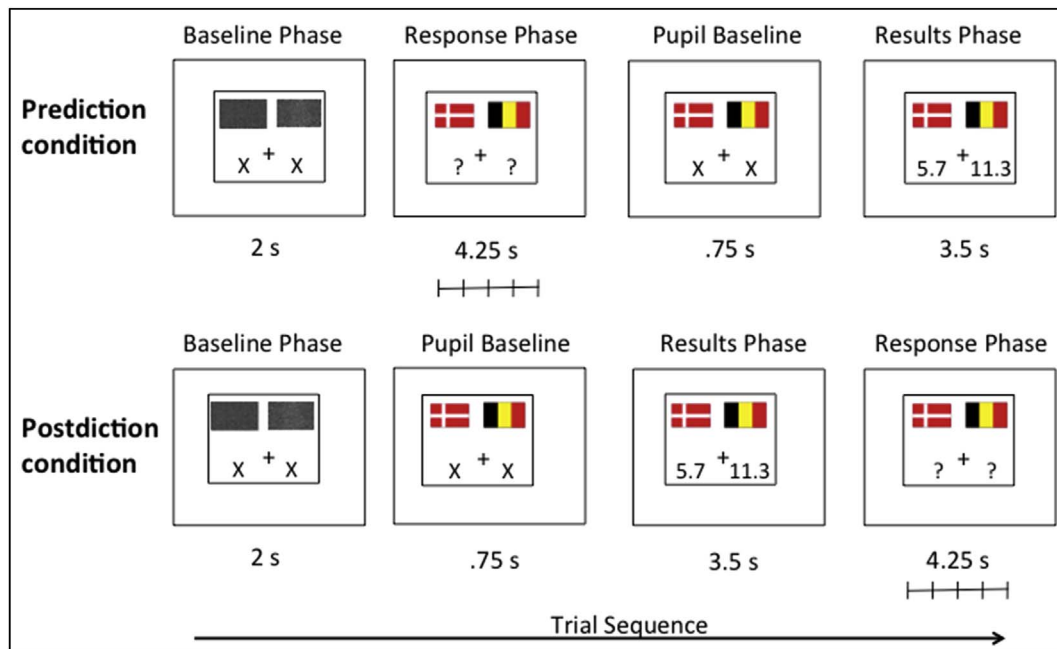 Baseline Phase Response Phase Pupil Baseline Results Phase
Prediction
condition
X + X ? + ? X + X 5.7 + 11.3
2 s 4.25 s .75 s 3.5 s
Baseline Phase Pupil Baseline Results Phase Response Phase
Postdiction
condition
X + X X + X 5.7 + 11.3 ? + ?
2 s .75 s 3.5 s 4.25 s
Trial Sequence